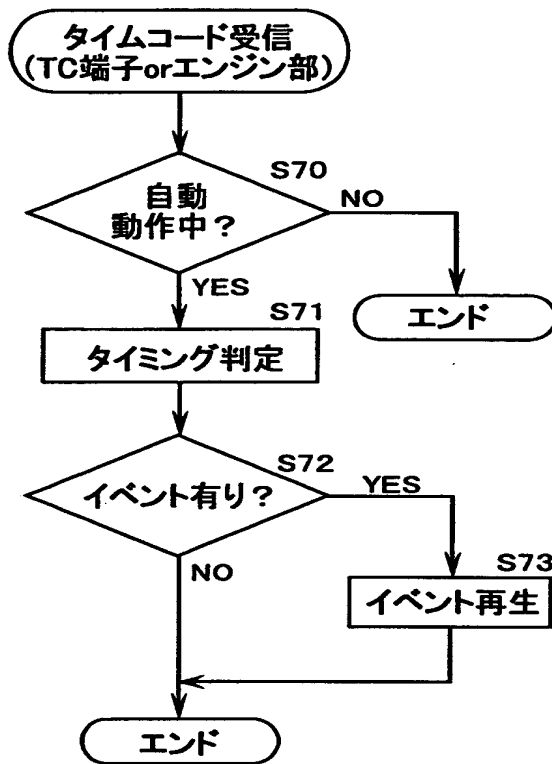 タイムコード受信
(TC端子orエンジン部)
S70
自動
動作中?
NO
YES
エンド
S71
タイミング判定
S72
イベント有り?
YES
NO
S73
イベント再生
エンド